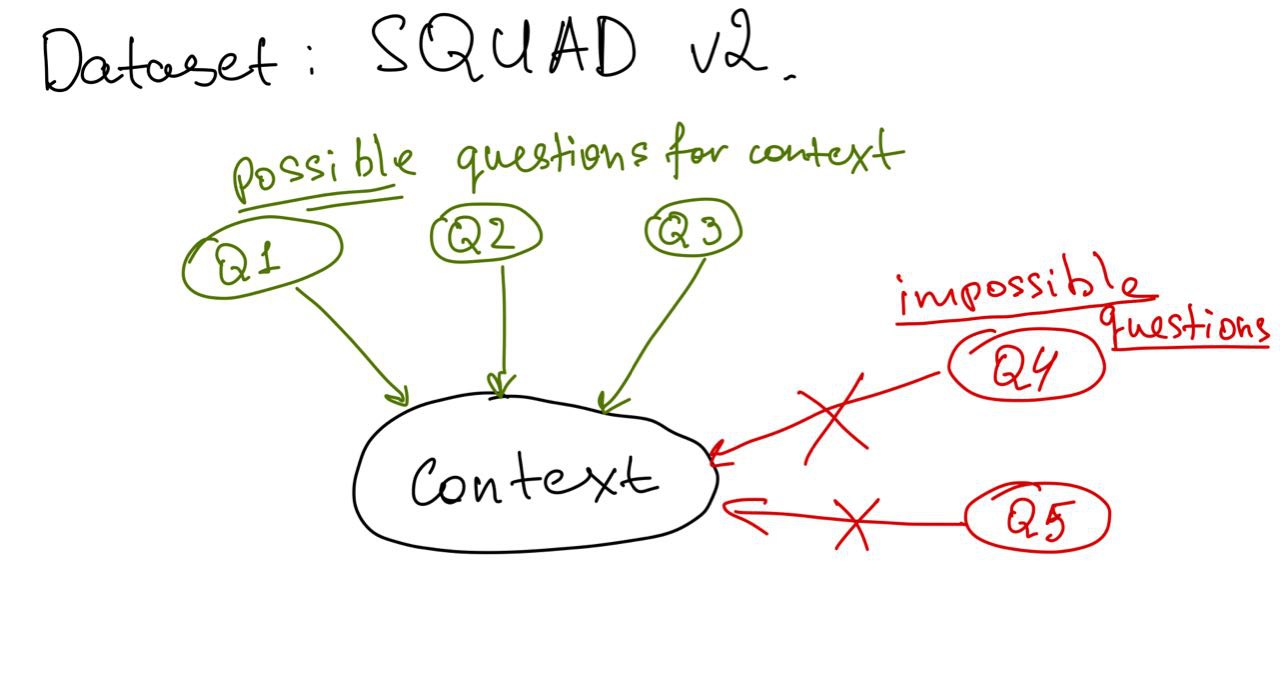 Dataset: SQUAD v2.
possible questions for context
Q1 Q2 Q3
impossible
questions
Q4
Context
Q5